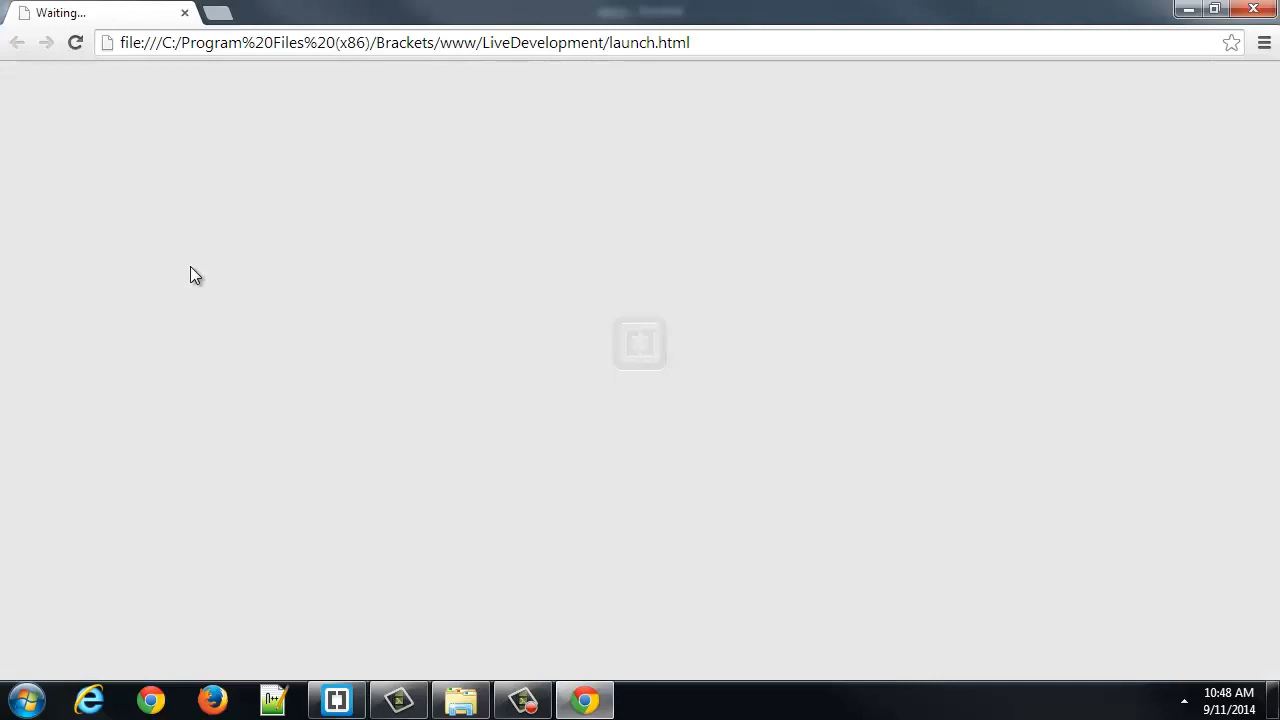 Waiting...
file:///C:/Program%20Files%20(x86)/Brackets/www/LiveDevelopment/launch.html
10:48 AM
9/11/2014